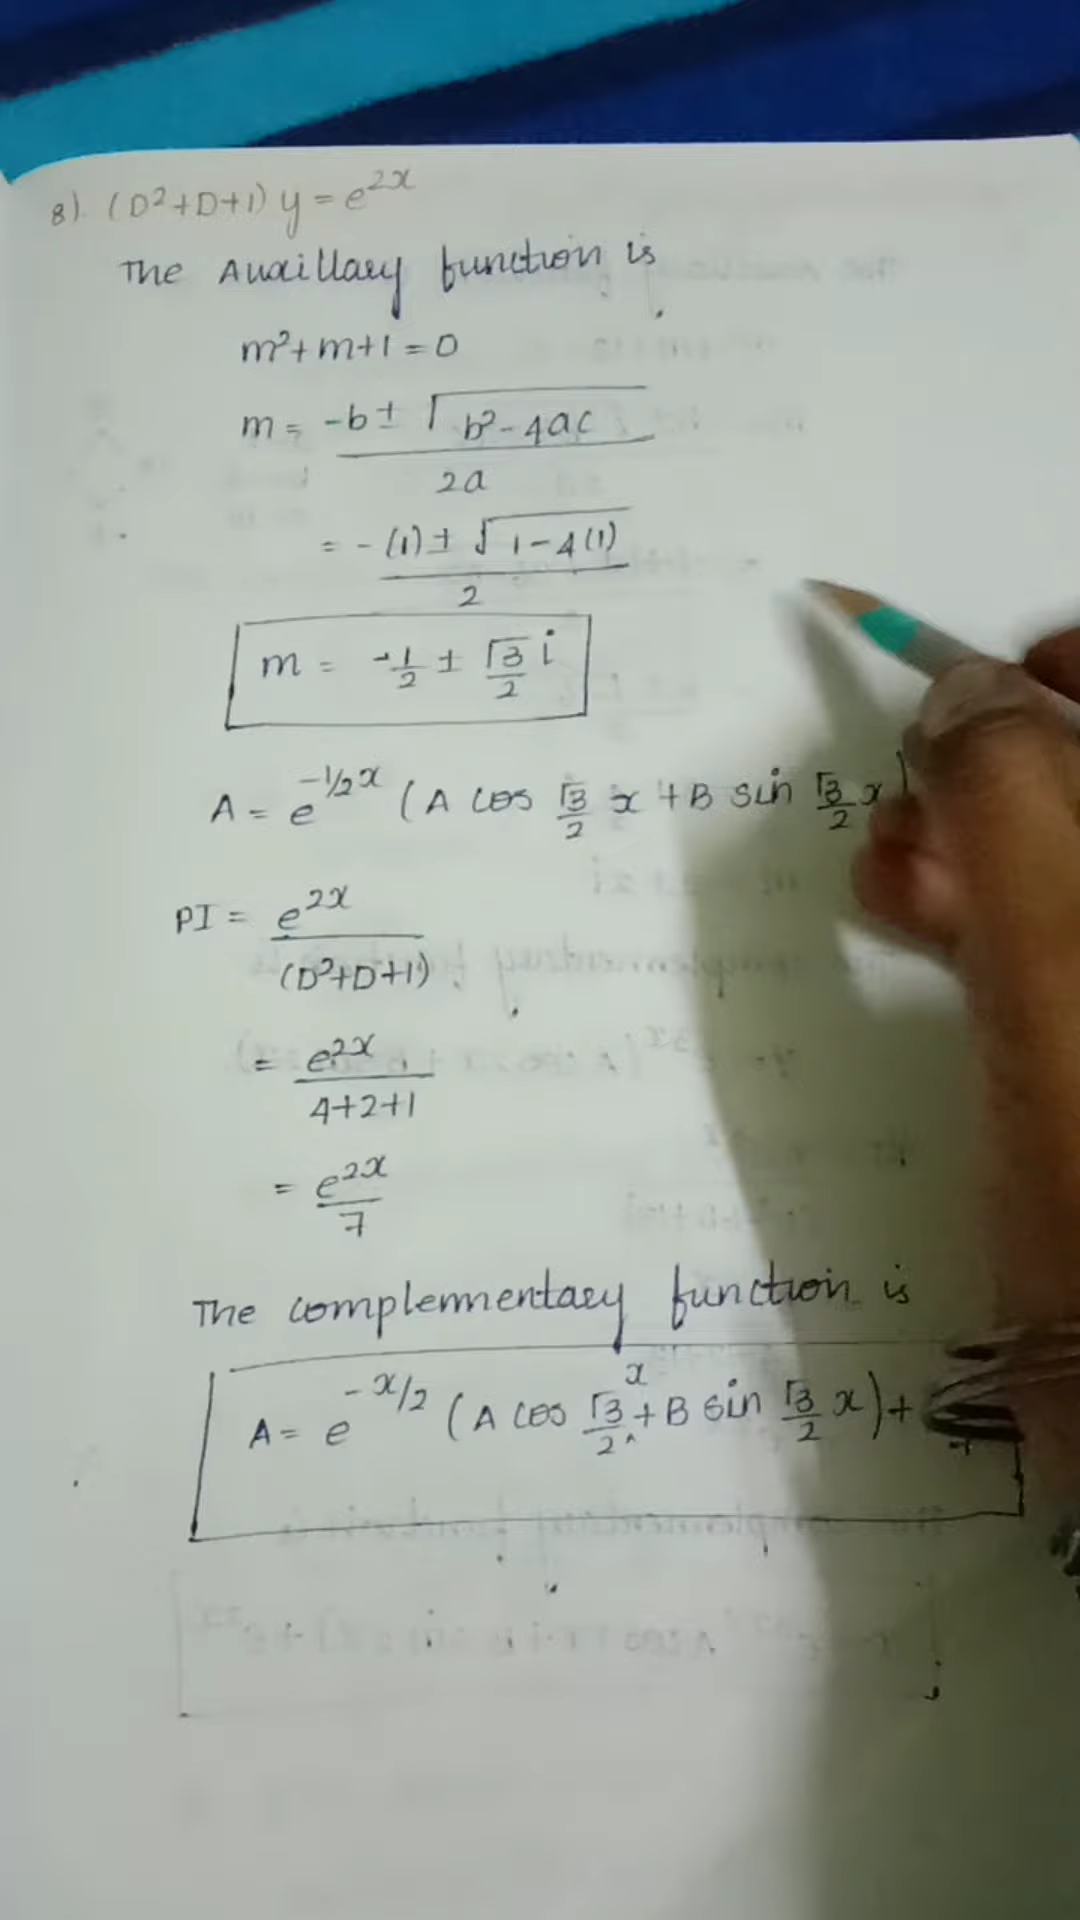 8). (D²+D+1) y = e^2x
The Auxillary function is
m²+m+1 = 0
m = -b ± √b²-4ac
2a
= -(1) ± √1-4(1)
2
m = -1/2 ± √3/2 i
A = e^-1/2x (A cos √3/2 x + B sin √3/2 x)
PI = e^2x
(D²+D+1)
= e^2x
4+2+1
= e^2x
7
The complementary function is
A = e^-x/2 (A cos √3/2 x + B sin √3/2 x) +